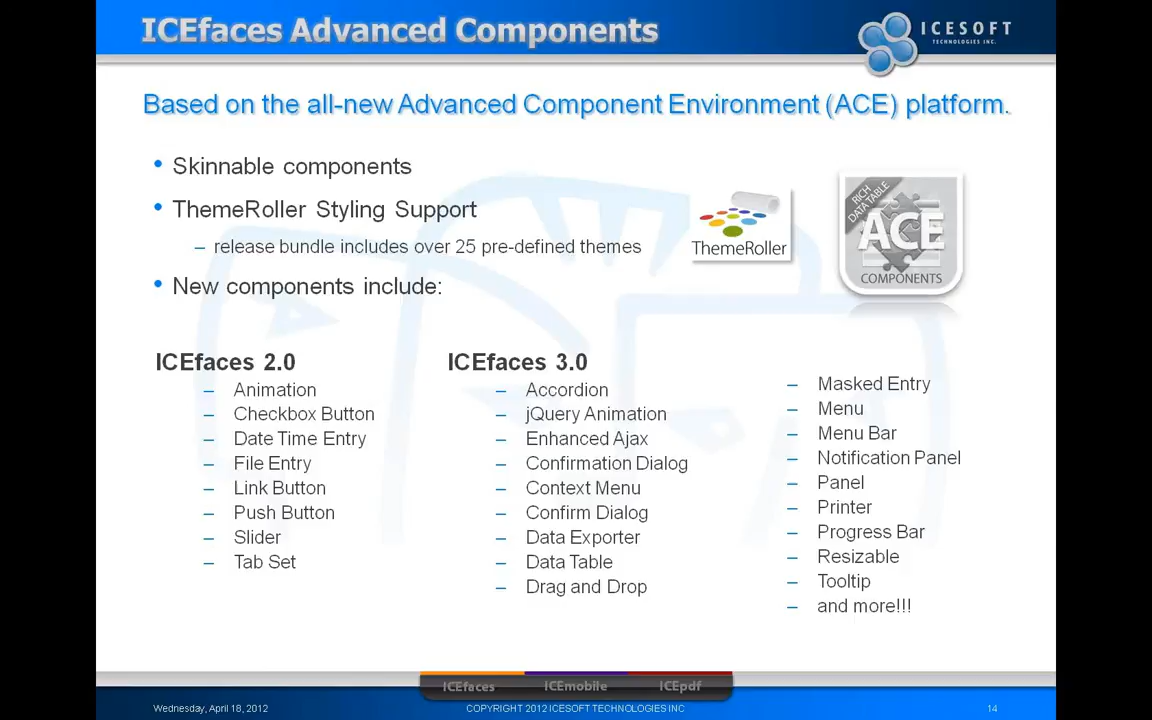 ICEfaces Advanced Components
ICESOFT
TECHNOLOGIES INC.
Based on the all-new Advanced Component Environment (ACE) platform.
• Skinnable components
• ThemeRoller Styling Support
– release bundle includes over 25 pre-defined themes
• New components include:
ThemeRoller
RICH
DATA TABLE
ACE
COMPONENTS
ICEfaces 2.0
– Animation
– Checkbox Button
– Date Time Entry
– File Entry
– Link Button
– Push Button
– Slider
– Tab Set
ICEfaces 3.0
– Accordion
– jQuery Animation
– Enhanced Ajax
– Confirmation Dialog
– Context Menu
– Confirm Dialog
– Data Exporter
– Data Table
– Drag and Drop
– Masked Entry
– Menu
– Menu Bar
– Notification Panel
– Panel
– Printer
– Progress Bar
– Resizable
– Tooltip
– and more!!!
ICEfaces ICEmobile ICEpdf
Wednesday, April 18, 2012 COPYRIGHT 2012 ICESOFT TECHNOLOGIES INC 14